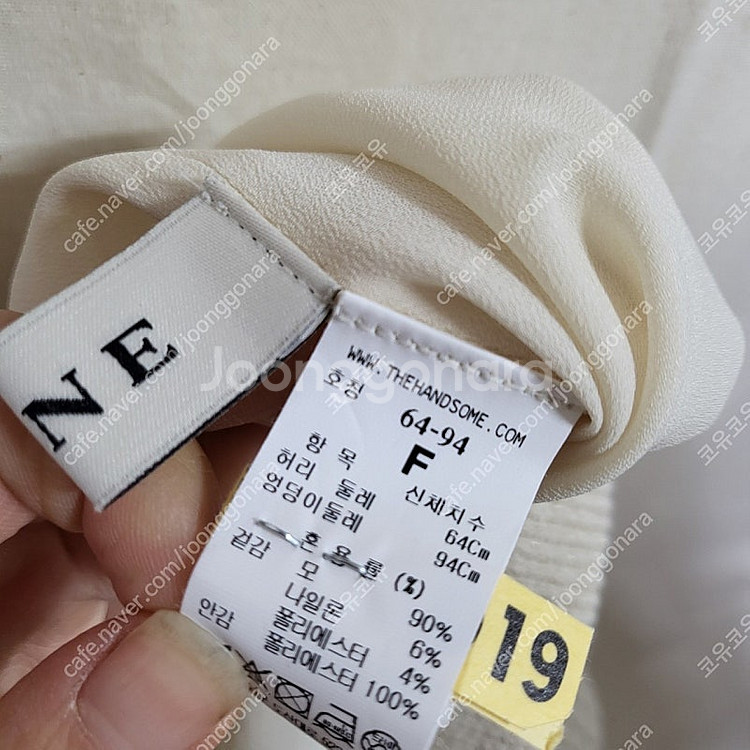 NE
WWW.THEHANDSOME.COM
호칭 64-94
F
항 목 신체치수
허리 둘레 64Cm
엉덩이둘레 94Cm
혼 용 률 (%)
겉감 모 90%
나일론 6%
폴리에스터 4%
안감 폴리에스터 100%
19
Joonggonara
cafe.naver.com/joonggonara
코유코유